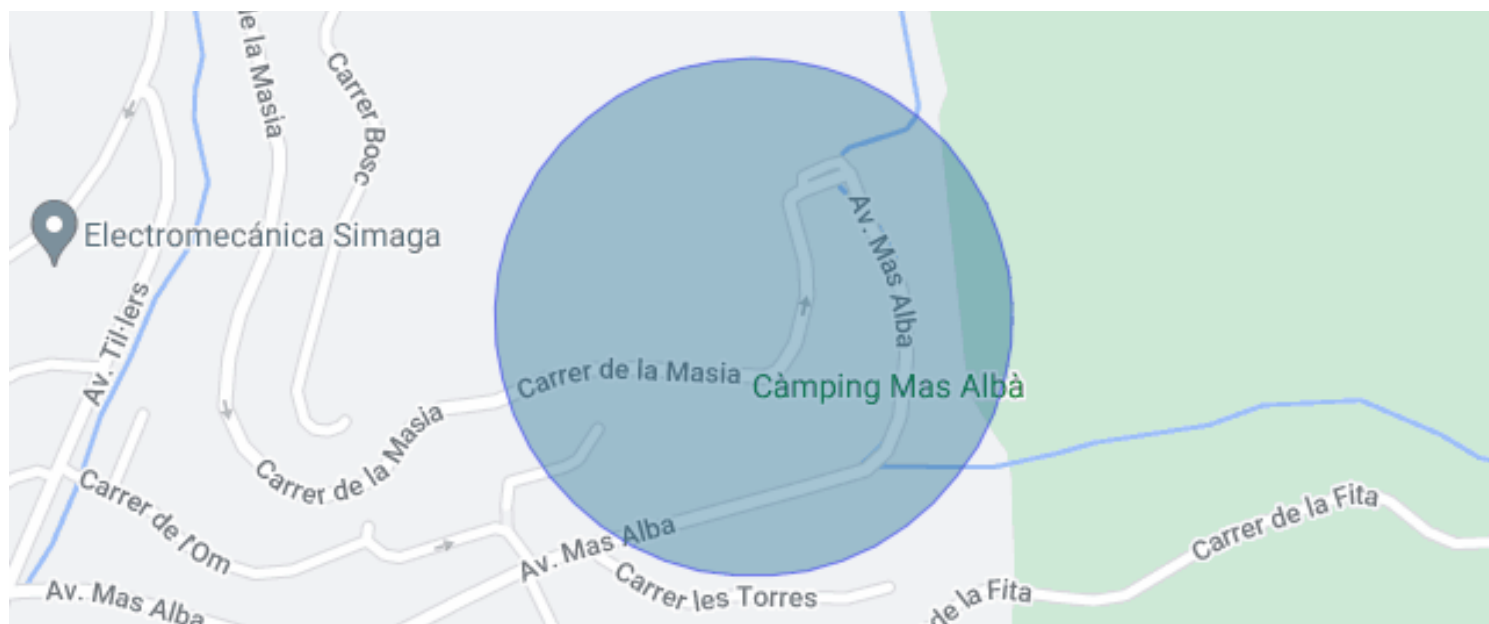 de la Masia
Carrer Bosc
Electromecánica Simaga
Av. Mas Alba
Av. Til·lers
Carrer de la Masia
Càmping Mas Albà
Carrer de la Masia
Carrer de l'Om
Av. Mas Alba
Carrer de la Fita
Carrer les Torres
Av. Mas Alba
de la Fita